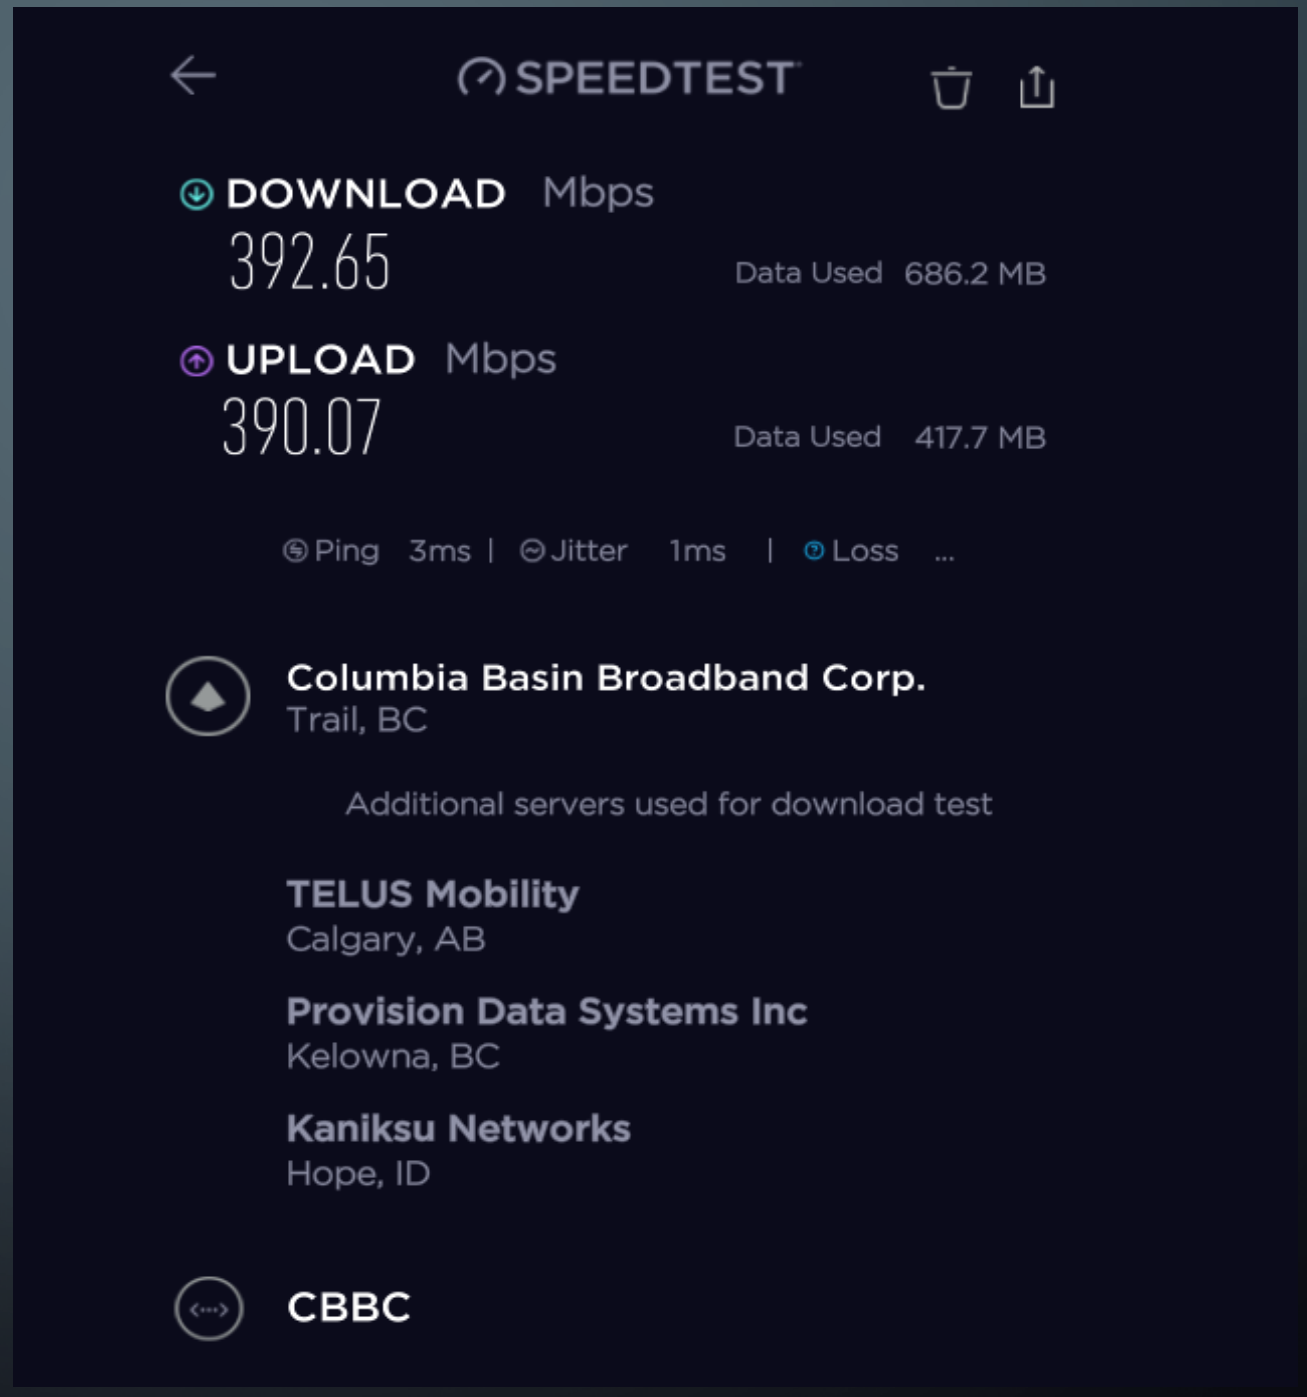 SPEEDTEST
DOWNLOAD Mbps
392.65
Data Used 686.2 MB
UPLOAD Mbps
390.07
Data Used 417.7 MB
Ping 3ms | Jitter 1ms | Loss ...
Columbia Basin Broadband Corp.
Trail, BC
Additional servers used for download test
TELUS Mobility
Calgary, AB
Provision Data Systems Inc
Kelowna, BC
Kaniksu Networks
Hope, ID
CBBC